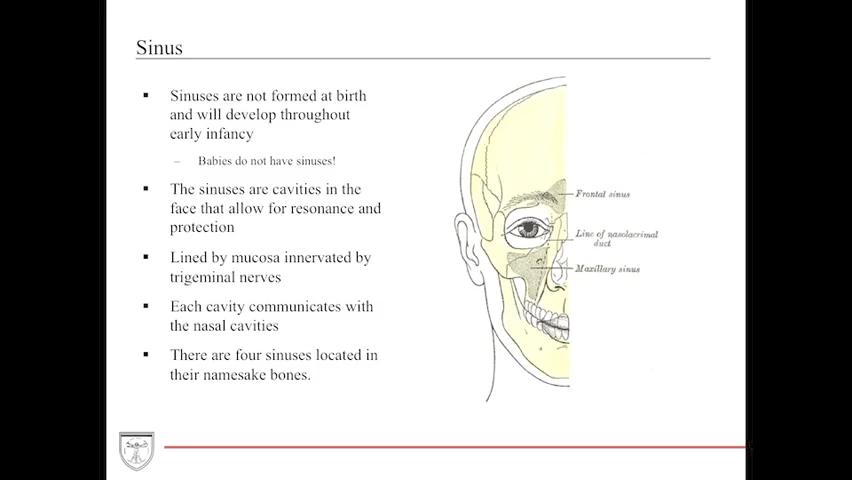 Sinus
Sinuses are not formed at birth
and will develop throughout
early infancy
– Babies do not have sinuses!
The sinuses are cavities in the
face that allow for resonance and
protection
Lined by mucosa innervated by
trigeminal nerves
Each cavity communicates with
the nasal cavities
There are four sinuses located in
their namesake bones.
Frontal sinus
Line of nasolacrimal
duct
Maxillary sinus